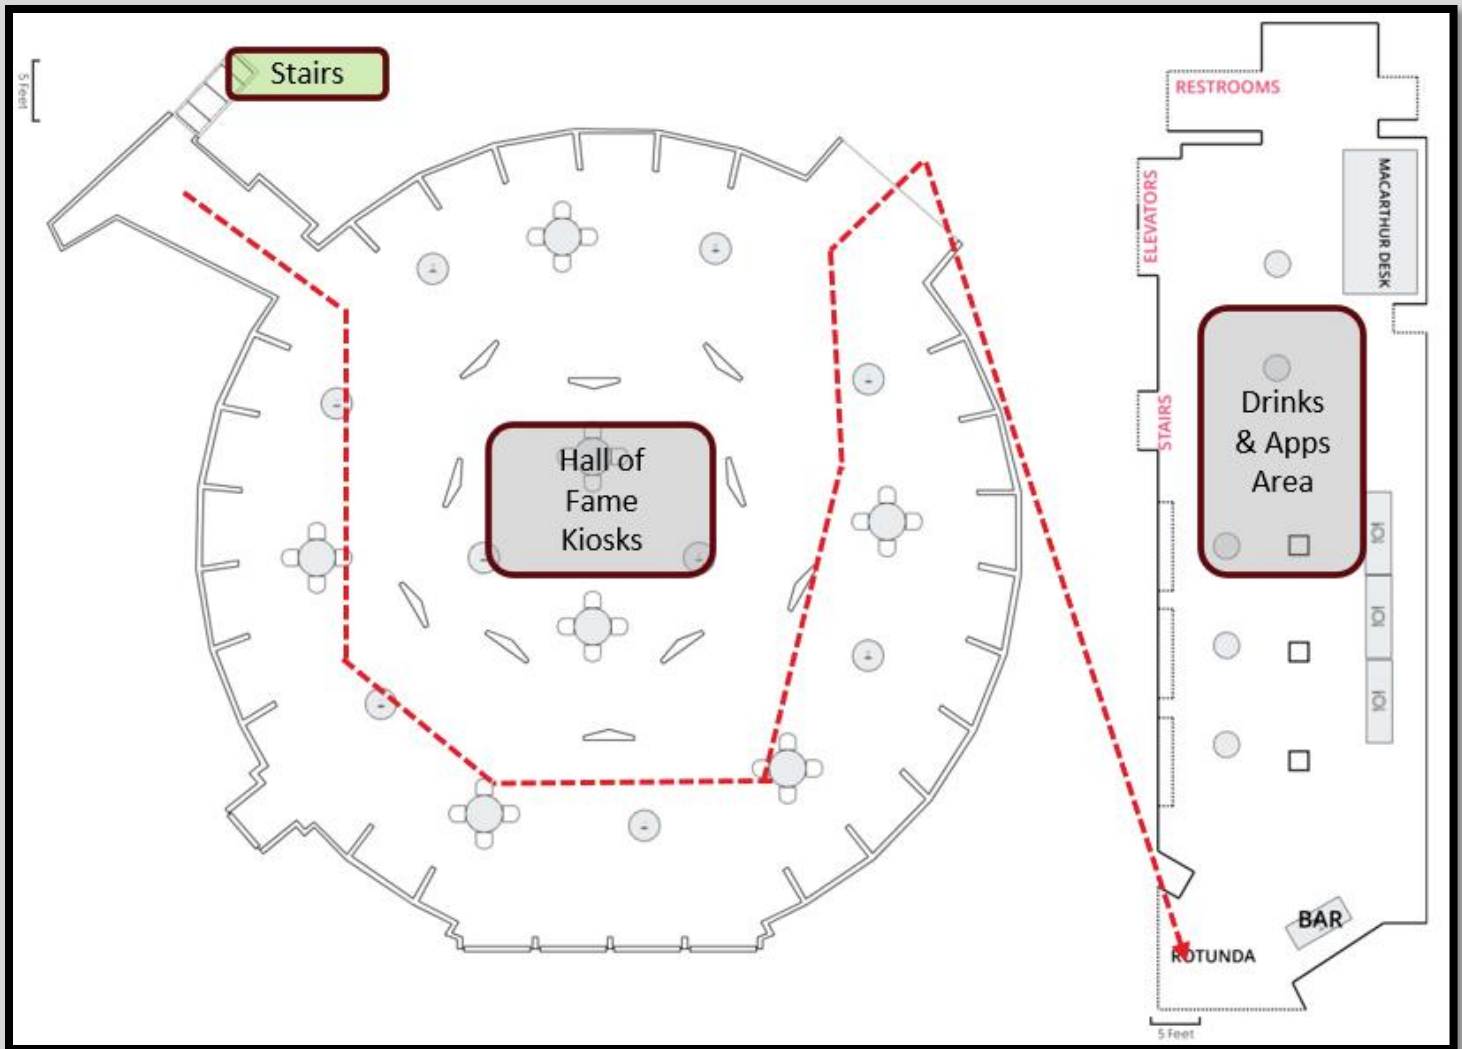 5 Feet
Stairs
Hall of
Fame
Kiosks
RESTROOMS
ELEVATORS
MACARTHUR DESK
STAIRS
Drinks
& Apps
Area
BAR
ROTUNDA
5 Feet